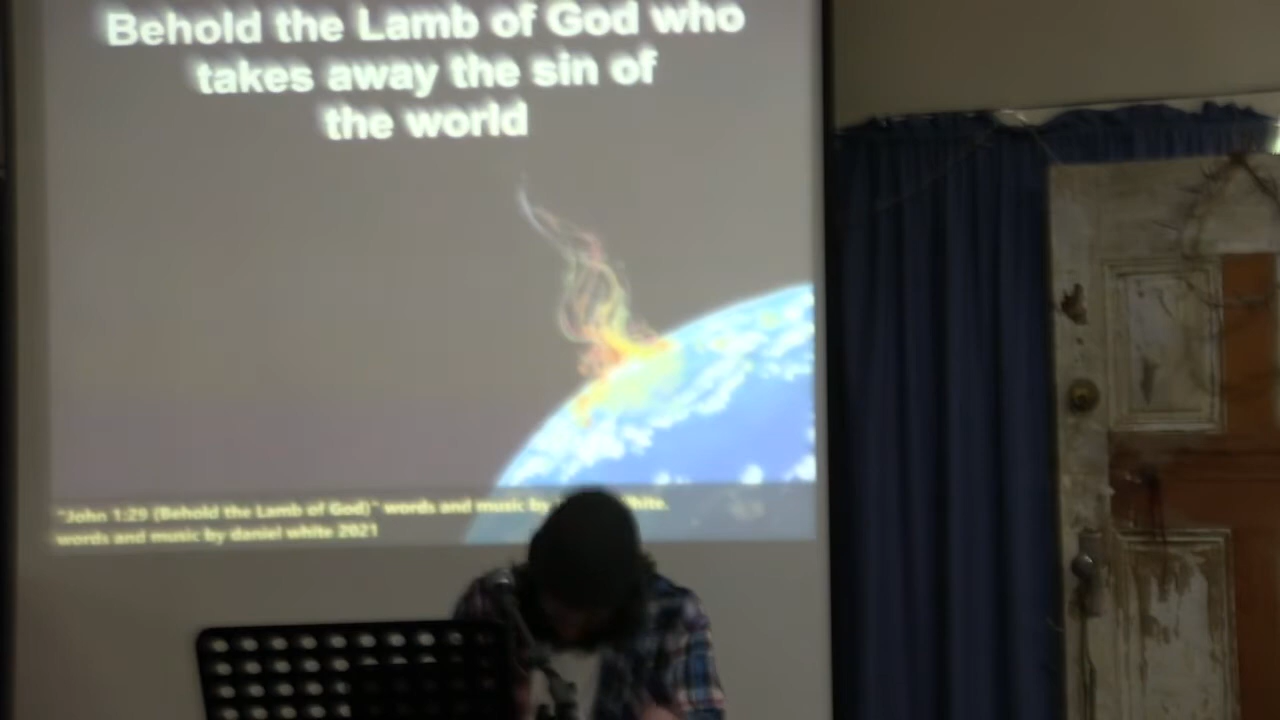 Behold the Lamb of God who
takes away the sin of
the world
"John 1:29 (Behold the Lamb of God)" words and music by White.
words and music by daniel white 2021